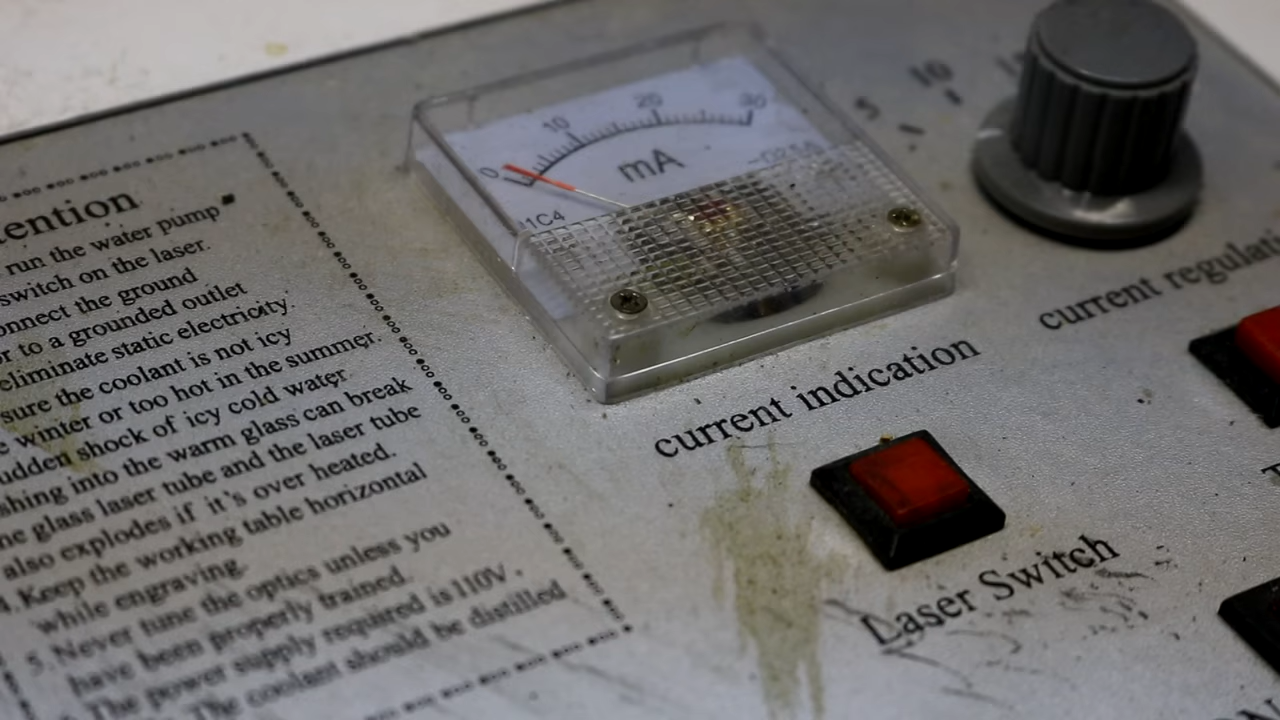 tention
run the water pump
switch on the laser.
onnect the ground
or to a grounded outlet
eliminate static electricity.
sure the coolant is not icy
e winter or too hot in the summer.
udden shock of icy cold water
shing into the warm glass can break
he glass laser tube and the laser tube
also explodes if it's over heated.
4. Keep the working table horizontal
while engraving.
5. Never tune the optics unless you
have been properly trained.
The power supply required is 110V.
The coolant should be distilled
0 10 20 30
mA
current indication
5 10
current regulati
Laser Switch